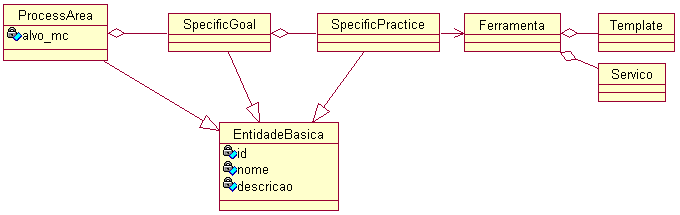 ProcessArea
alvo_mc
SpecificGoal
SpecificPractice
Ferramenta
Template
Servico
EntidadeBasica
id
nome
descricao